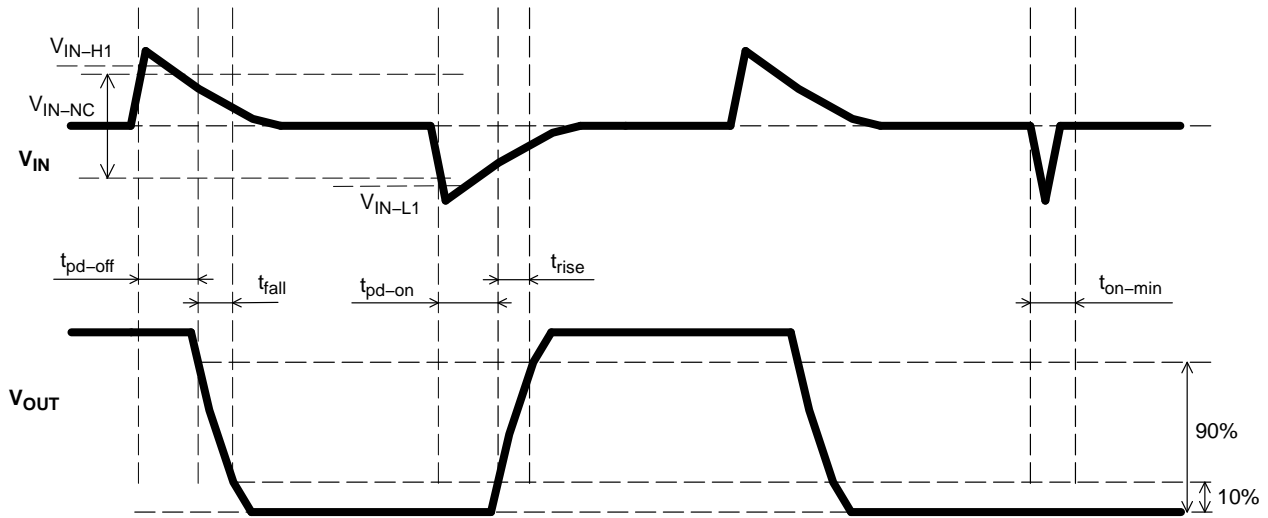 V_IN–H1
V_IN–NC
V_IN
V_IN–L1
t_pd–off
t_fall
t_pd–on
t_rise
t_on–min
V_OUT
90%
10%